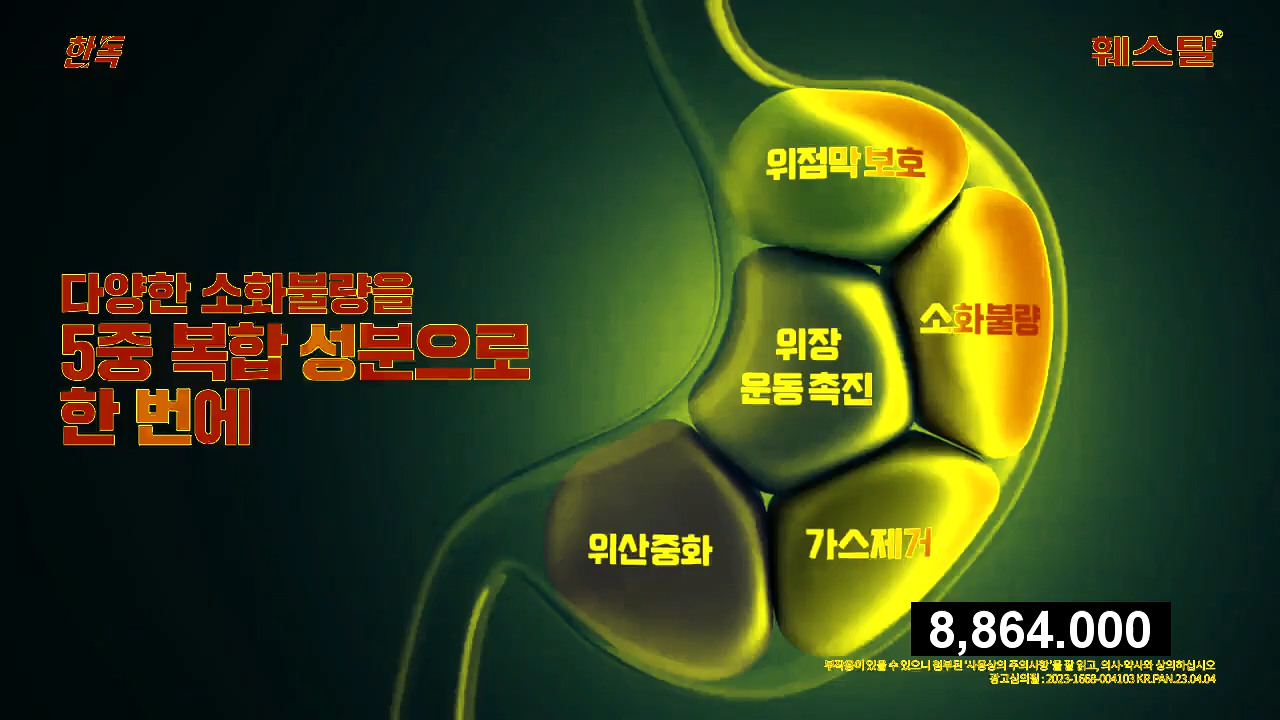 한독
훼스탈®
위점막 보호
소화불량
다양한 소화불량을
5중 복합 성분으로
한 번에
위장
운동 촉진
위산중화
가스제거
8,864.000
부작용이 있을 수 있으니 첨부된 '사용상의 주의사항'을 잘 읽고, 의사·약사와 상의하십시오
광고심의필 : 2023-1668-004103 KR.PAN.23.04.04